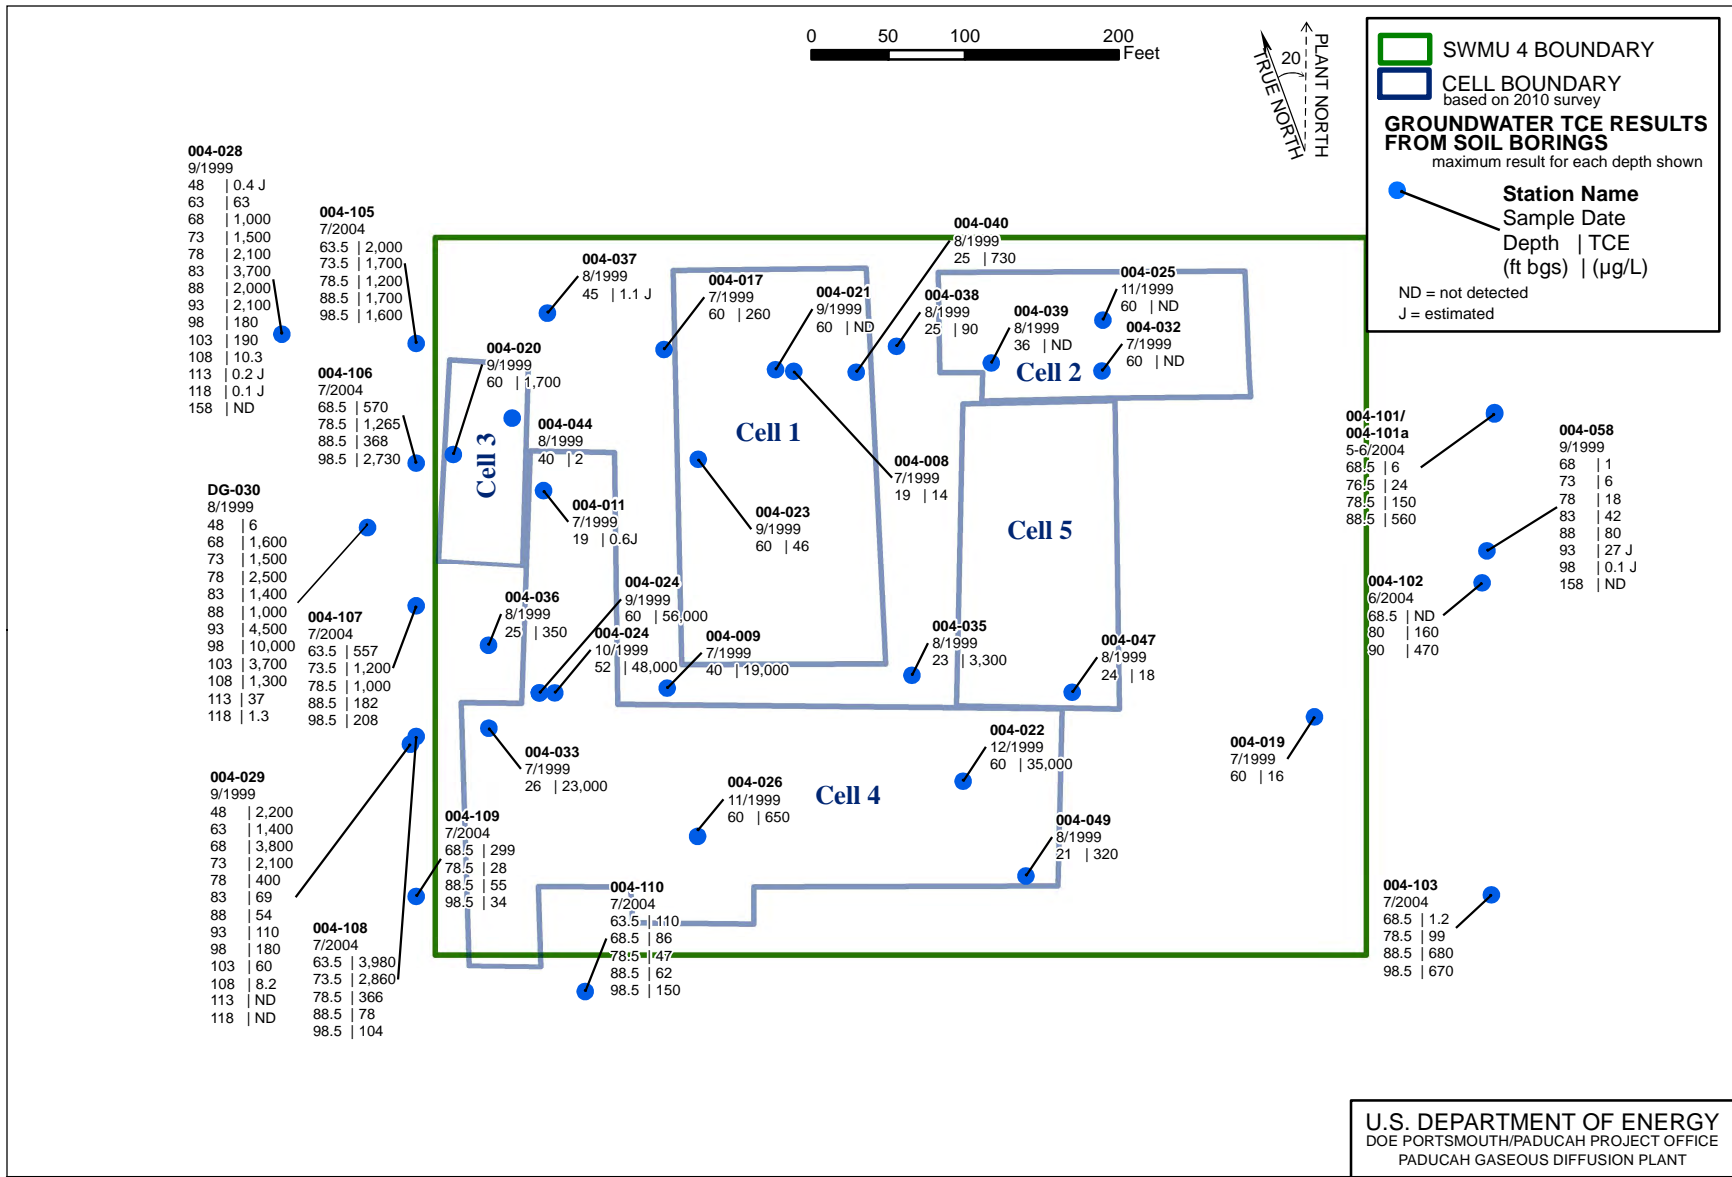 0 50 100 200
Feet
20
TRUE NORTH
PLANT NORTH
SWMU 4 BOUNDARY
CELL BOUNDARY
based on 2010 survey
GROUNDWATER TCE RESULTS
FROM SOIL BORINGS
maximum result for each depth shown
Station Name
Sample Date
Depth | TCE
(ft bgs) | (µg/L)
ND = not detected
J = estimated
004-028
9/1999
48 | 0.4 J
63 | 63
68 | 1,000
73 | 1,500
78 | 2,100
83 | 3,700
88 | 2,000
93 | 2,100
98 | 180
103 | 190
108 | 10.3
113 | 0.2 J
118 | 0.1 J
158 | ND
004-105
7/2004
63.5 | 2,000
73.5 | 1,700
78.5 | 1,200
88.5 | 1,700
98.5 | 1,600
004-106
7/2004
68.5 | 570
78.5 | 1,265
88.5 | 368
98.5 | 2,730
DG-030
8/1999
48 | 6
68 | 1,600
73 | 1,500
78 | 2,500
83 | 1,400
88 | 1,000
93 | 4,500
98 | 10,000
103 | 3,700
108 | 1,300
113 | 37
118 | 1.3
004-107
7/2004
63.5 | 557
73.5 | 1,200
78.5 | 1,000
88.5 | 182
98.5 | 208
004-029
9/1999
48 | 2,200
63 | 1,400
68 | 3,800
73 | 2,100
78 | 400
83 | 69
88 | 54
93 | 110
98 | 180
103 | 60
108 | 8.2
113 | ND
118 | ND
004-108
7/2004
63.5 | 3,980
73.5 | 2,860
78.5 | 366
88.5 | 78
98.5 | 104
004-109
7/2004
68.5 | 299
78.5 | 28
88.5 | 55
98.5 | 34
004-110
7/2004
63.5 | 110
68.5 | 86
78.5 | 47
88.5 | 62
98.5 | 150
004-037
8/1999
45 | 1.1 J
004-020
9/1999
60 | 1,700
004-044
8/1999
40 | 2
004-011
7/1999
19 | 0.6J
004-036
8/1999
25 | 350
004-024
9/1999
60 | 56,000
004-024
10/1999
52 | 48,000
004-033
7/1999
26 | 23,000
004-009
7/1999
40 | 19,000
004-026
11/1999
60 | 650
004-017
7/1999
60 | 260
004-021
9/1999
60 | ND
004-040
8/1999
25 | 730
004-038
8/1999
25 | 90
004-039
8/1999
36 | ND
004-025
11/1999
60 | ND
004-032
7/1999
60 | ND
004-008
7/1999
19 | 14
004-023
9/1999
60 | 46
004-035
8/1999
23 | 3,300
004-047
8/1999
24 | 18
004-022
12/1999
60 | 35,000
004-049
8/1999
21 | 320
004-019
7/1999
60 | 16
004-101/
004-101a
5-6/2004
68.5 | 6
76.5 | 24
78.5 | 150
88.5 | 560
004-058
9/1999
68 | 1
73 | 6
78 | 18
83 | 42
88 | 80
93 | 27 J
98 | 0.1 J
158 | ND
004-102
6/2004
68.5 | ND
80 | 160
90 | 470
004-103
7/2004
68.5 | 1.2
78.5 | 99
88.5 | 680
98.5 | 670
Cell 1
Cell 2
Cell 3
Cell 4
Cell 5
U.S. DEPARTMENT OF ENERGY
DOE PORTSMOUTH/PADUCAH PROJECT OFFICE
PADUCAH GASEOUS DIFFUSION PLANT